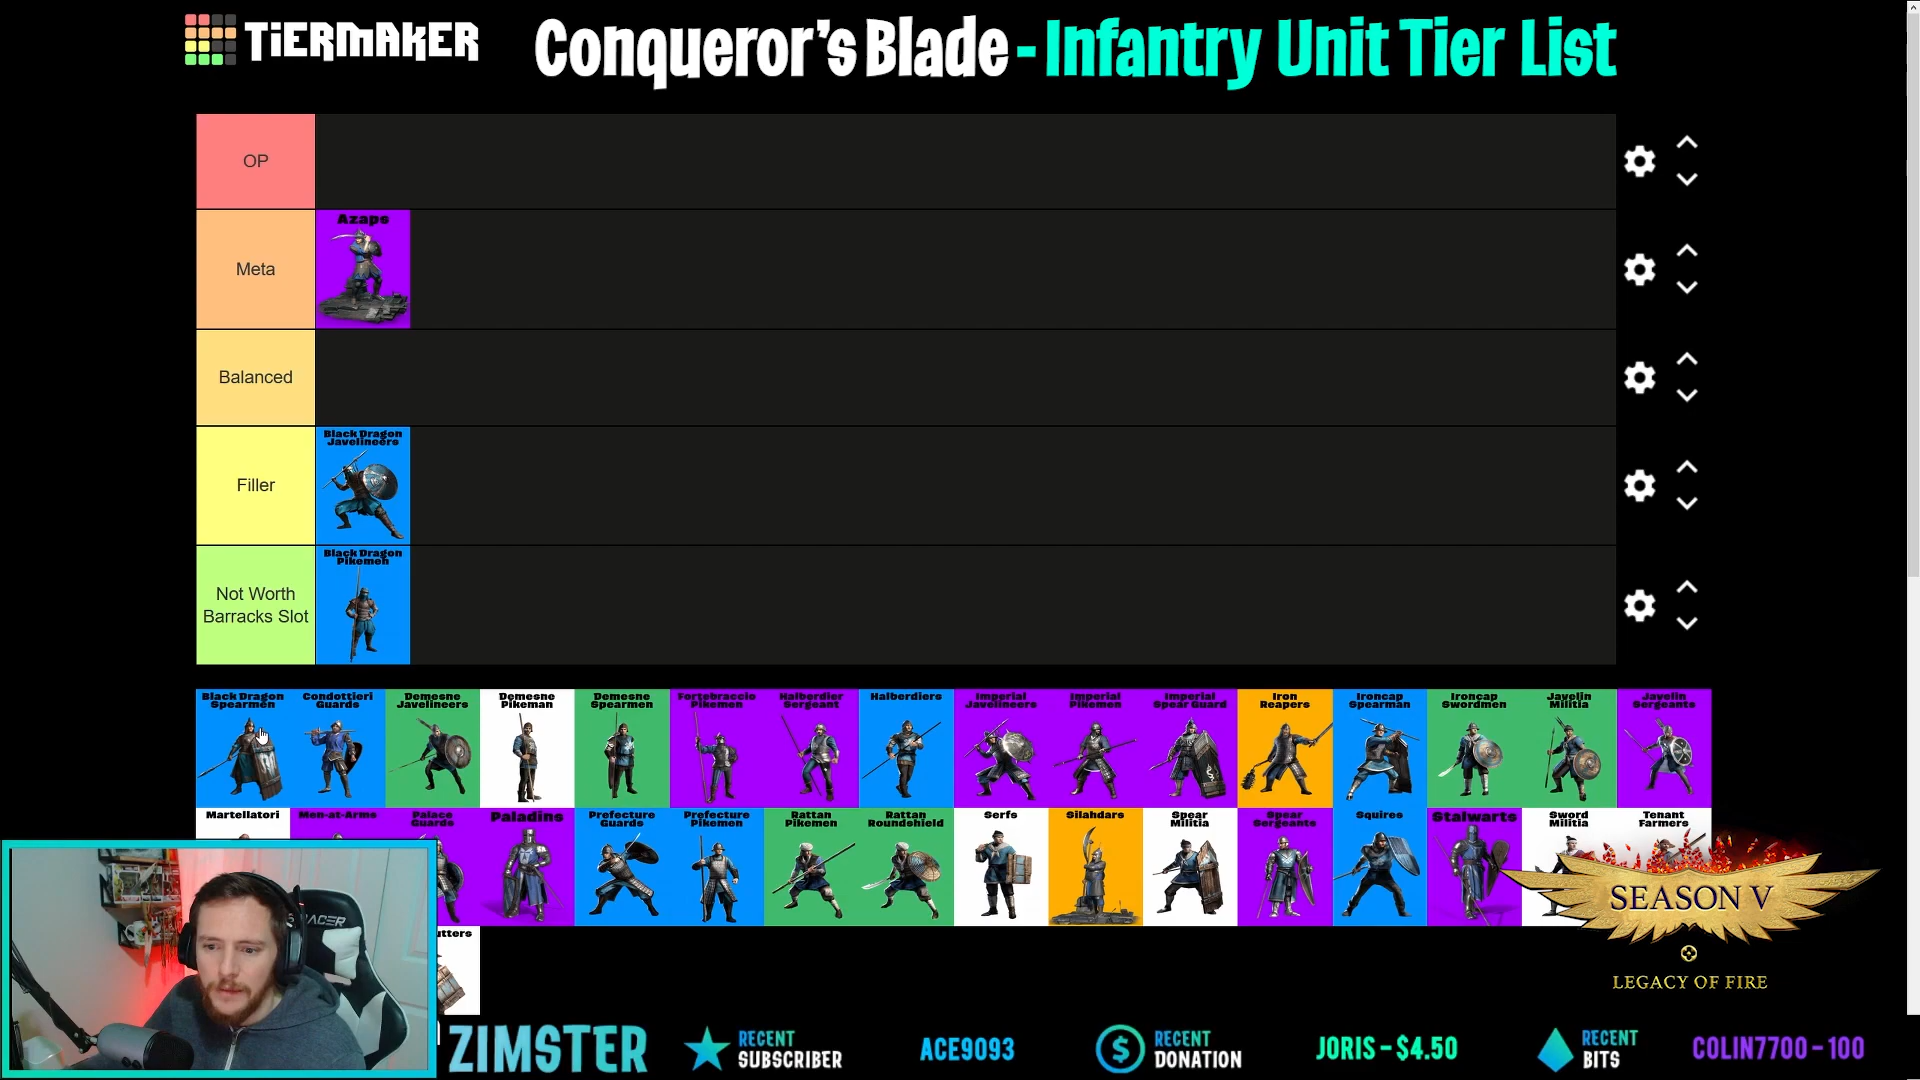 TIERMAKER
Conqueror's Blade - Infantry Unit Tier List
OP
Meta
Azaps
Balanced
Filler
Black Dragon
Javelineers
Not Worth
Barracks Slot
Black Dragon
Pikemen
Black Dragon
Spearmen
Condottieri
Guards
Demesne
Javelineers
Demesne
Pikeman
Demesne
Spearmen
Fortebraccio
Pikemen
Halberdier
Sergeant
Halberdiers
Imperial
Javelineers
Imperial
Pikemen
Imperial
Spear Guard
Iron
Reapers
Ironcap
Spearman
Ironcap
Swordmen
Javelin
Militia
Javelin
Sergeants
Martellatori
Men-at-Arms
Palace
Guards
Paladins
Prefecture
Guards
Prefecture
Pikemen
Rattan
Pikemen
Rattan
Roundshield
Serfs
Silahdars
Spear
Militia
Spear
Sergeants
Squires
Stalwarts
Sword
Militia
Tenant
Farmers
utters
RACER
SEASON V
LEGACY OF FIRE
ZIMSTER
RECENT
SUBSCRIBER
ACE9093
RECENT
DONATION
JORIS - $4.50
RECENT
BITS
COLIN7700 - 100